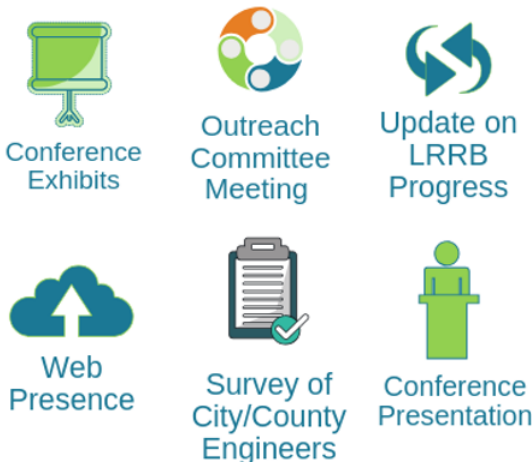 Conference
Exhibits
Outreach
Committee
Meeting
Update on
LRRB
Progress
Web
Presence
Survey of
City/County
Engineers
Conference
Presentation